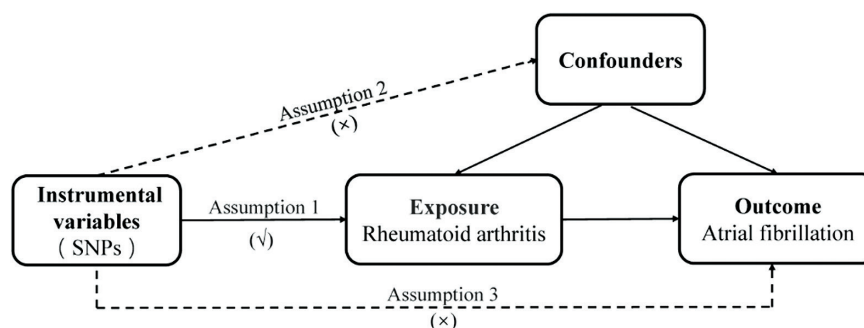 Confounders
Assumption 2
(×)
Instrumental
variables
( SNPs )
Assumption 1
(√)
Exposure
Rheumatoid arthritis
Outcome
Atrial fibrillation
Assumption 3
(×)